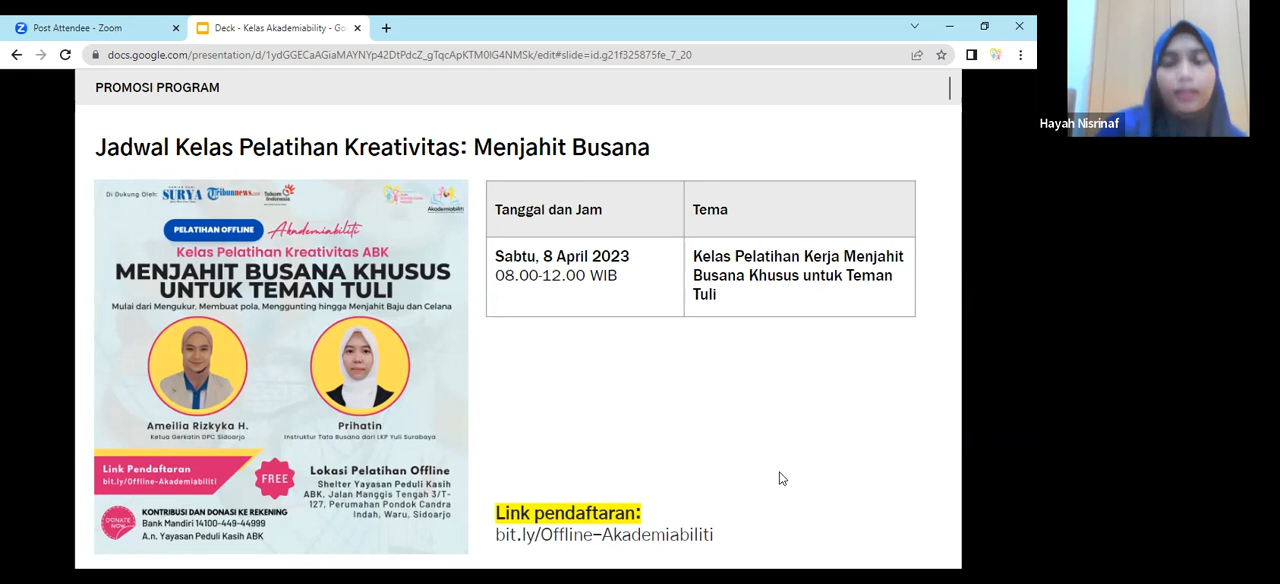 Post Attendee - Zoom
Deck - Kelas Akademiability - Go
docs.google.com/presentation/d/1ydGGECaAGiaMAYNYp42DtPdcZ_gTqcApKTM0lG4NMSk/edit#slide=id.g21f325875fe_7_20
Hayah Nisrinaf
PROMOSI PROGRAM
Jadwal Kelas Pelatihan Kreativitas: Menjahit Busana
Di Dukung Oleh:
SURYA
Tribunnews.com
Telkom
Indonesia
Akademiabiliti
PELATIHAN OFFLINE
Akademiabiliti
Kelas Pelatihan Kreativitas ABK
MENJAHIT BUSANA KHUSUS
UNTUK TEMAN TULI
Mulai dari Mengukur, Membuat pola, Menggunting hingga Menjahit Baju dan Celana
Ameilia Rizkyka H.
Ketua Gerkatin DPC Sidoarjo
Prihatin
Instruktur Tata Busana dari LKP Yuli Surabaya
Link Pendaftaran
bit.ly/Offline-Akademiabiliti
FREE
Lokasi Pelatihan Offline
Shelter Yayasan Peduli Kasih
ABK, Jalan Manggis Tengah 3/T-
127, Perumahan Pondok Candra
Indah, Waru, Sidoarjo
DONATE
NOW
KONTRIBUSI DAN DONASI KE REKENING
Bank Mandiri 14100-449-44999
A.n. Yayasan Peduli Kasih ABK
Tanggal dan Jam
Tema
Sabtu, 8 April 2023
08.00-12.00 WIB
Kelas Pelatihan Kerja Menjahit
Busana Khusus untuk Teman
Tuli
Link pendaftaran:
bit.ly/Offline-Akademiabiliti